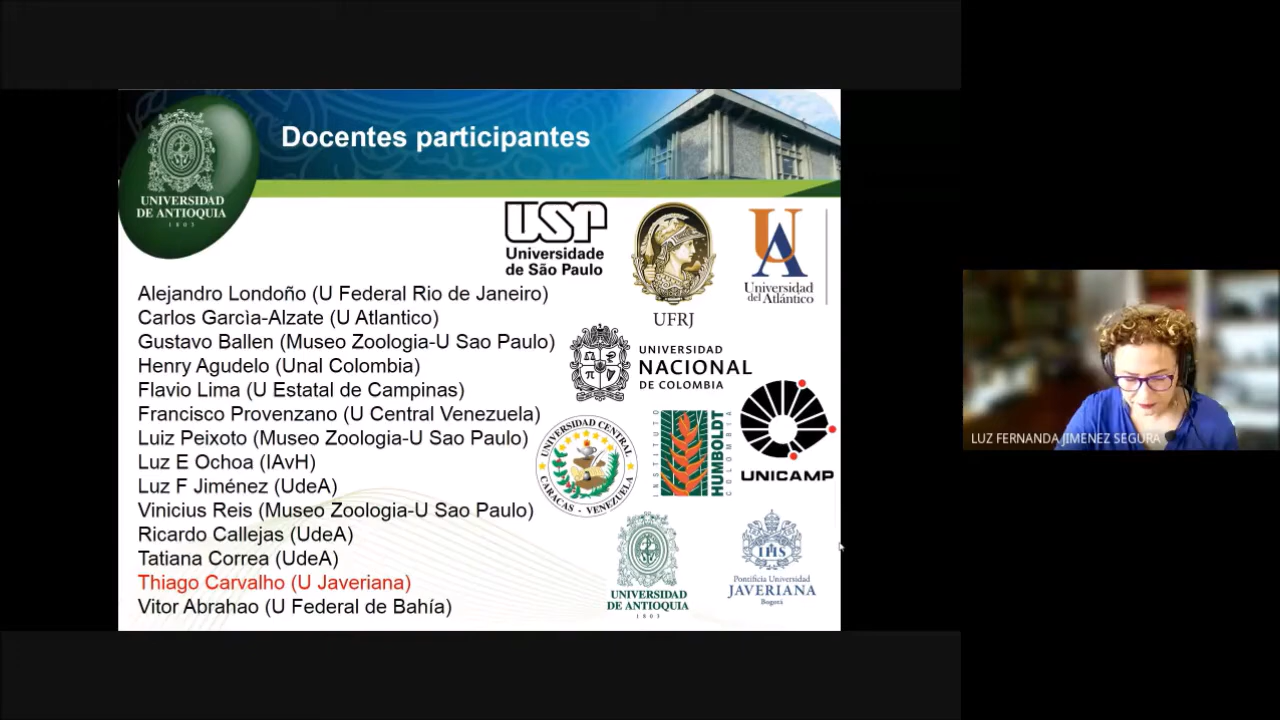 Docentes participantes
UNIVERSIDAD
DE ANTIOQUIA
1803
USP
Universidade
de São Paulo
UFRJ
UA
Universidad
del Atlántico
Alejandro Londoño (U Federal Rio de Janeiro)
Carlos Garcìa-Alzate (U Atlantico)
Gustavo Ballen (Museo Zoologia-U Sao Paulo)
Henry Agudelo (Unal Colombia)
Flavio Lima (U Estatal de Campinas)
Francisco Provenzano (U Central Venezuela)
Luiz Peixoto (Museo Zoologia-U Sao Paulo)
Luz E Ochoa (IAvH)
Luz F Jiménez (UdeA)
Vinicius Reis (Museo Zoologia-U Sao Paulo)
Ricardo Callejas (UdeA)
Tatiana Correa (UdeA)
Thiago Carvalho (U Javeriana)
Vitor Abrahao (U Federal de Bahía)
UNIVERSIDAD
NACIONAL
DE COLOMBIA
UNIVERSIDAD CENTRAL
CARACAS - VENEZUELA
INSTITUTO
HUMBOLDT
COLOMBIA
UNICAMP
UNIVERSIDAD
DE ANTIOQUIA
1803
IHS
Pontificia Universidad
JAVERIANA
Bogotá
LUZ FERNANDA JIMENEZ SEGURA